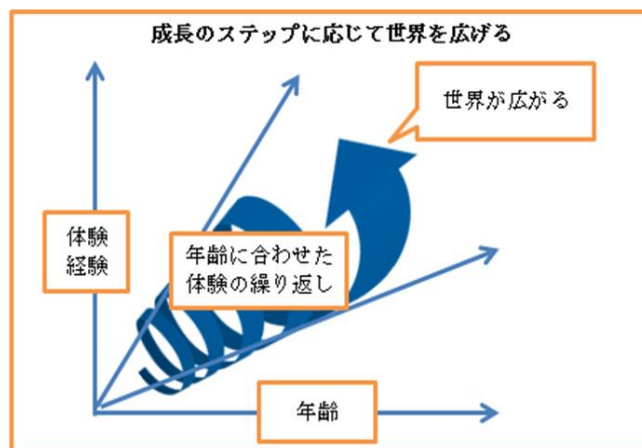 成長のステップに応じて世界を広げる
世界が広がる
体験
経験
年齢に合わせた
体験の繰り返し
年齢